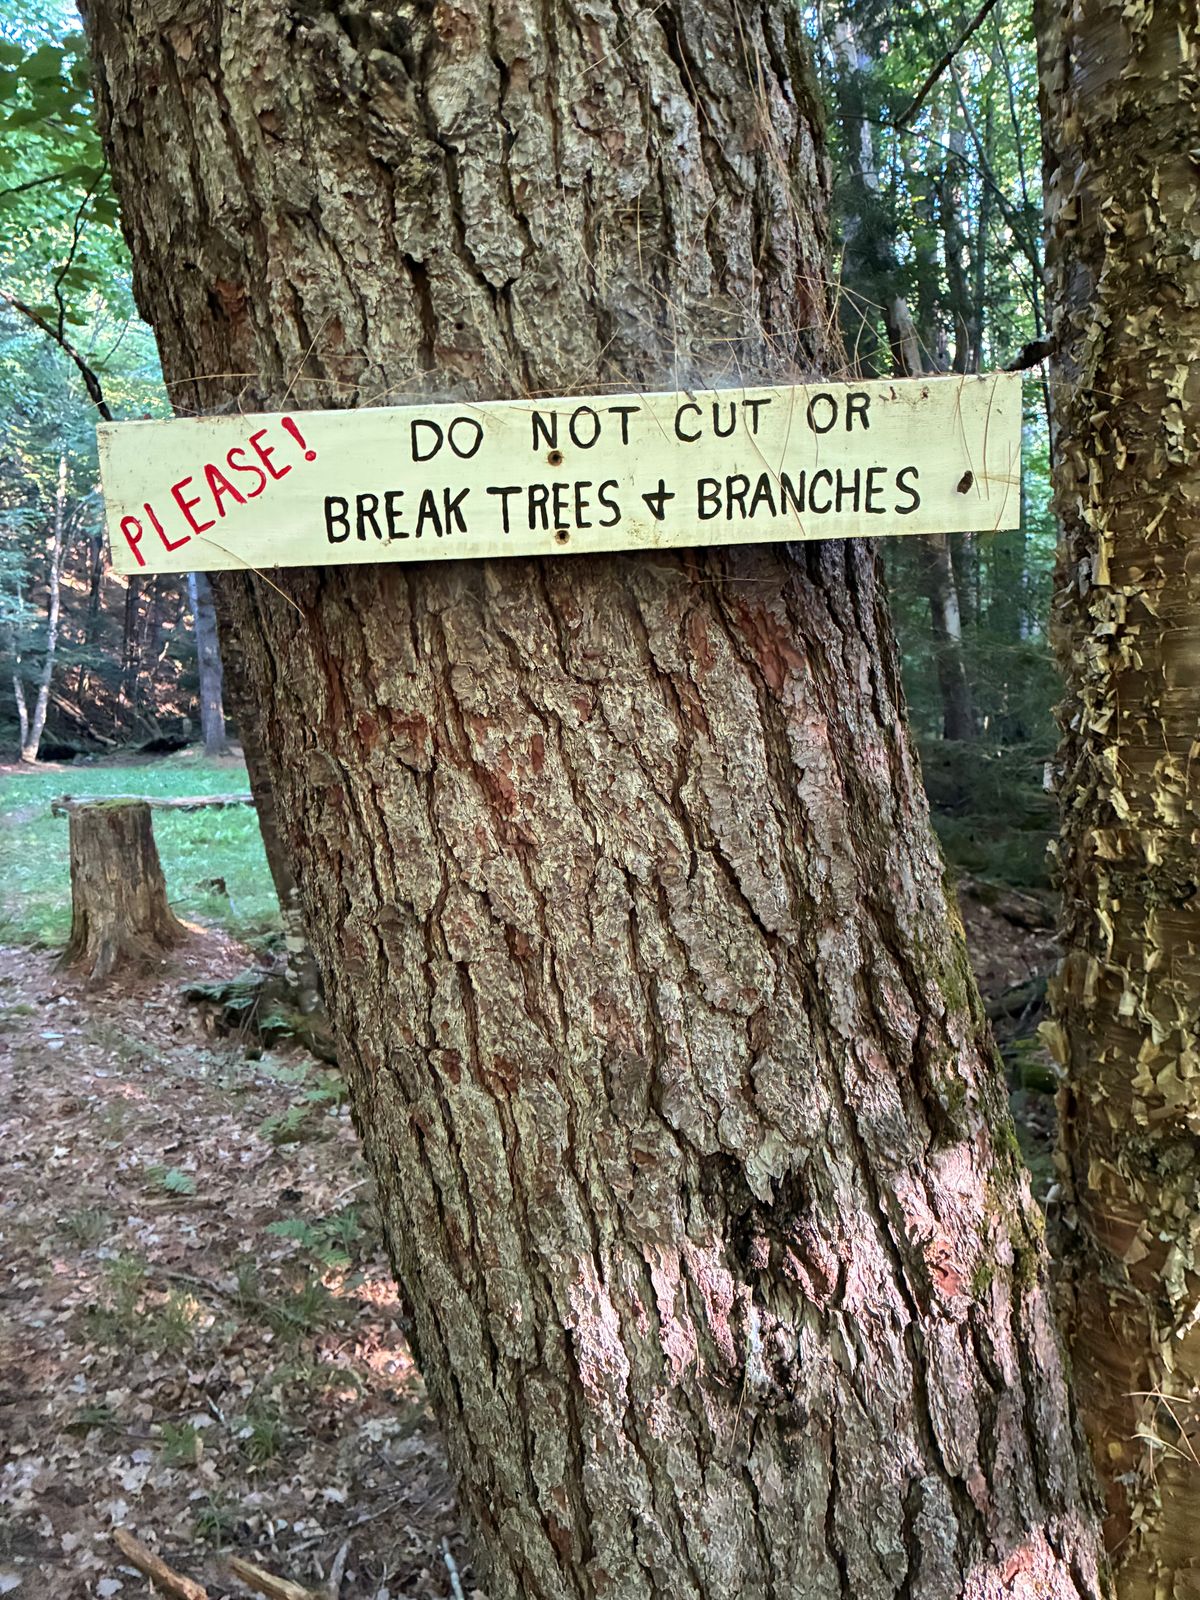 PLEASE!
DO NOT CUT OR
BREAK TREES + BRANCHES